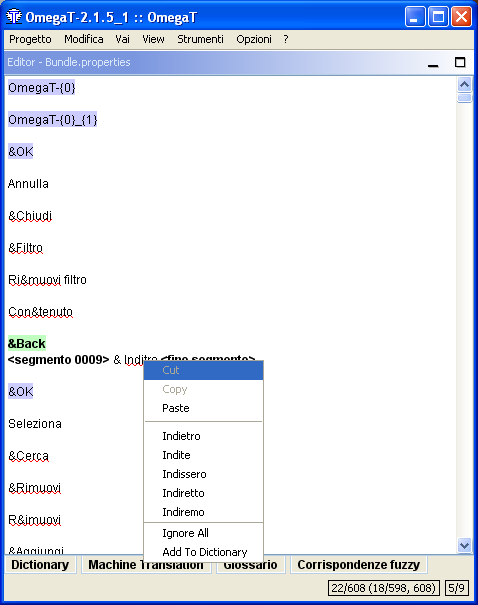 OmegaT-2.1.5_1 :: OmegaT
Progetto Modifica Vai View Strumenti Opzioni ?
Editor - Bundle.properties
OmegaT-{0}
OmegaT-{0}_{1}
&OK
Annulla
&Chiudi
&Filtro
Ri&muovi filtro
Con&tenuto
&Back
<segmento 0009> & Inditro <fine segmento>
Cut
&OK
Copy
Paste
Seleziona
Indietro
&Cerca
Indite
Indissero
&Rimuovi
Indiretto
Indiremo
R&imuovi
Ignore All
&Aggiungi
Add To Dictionary
Dictionary Machine Translation Glossario Corrispondenze fuzzy
22/608 (18/598, 608) 5/9